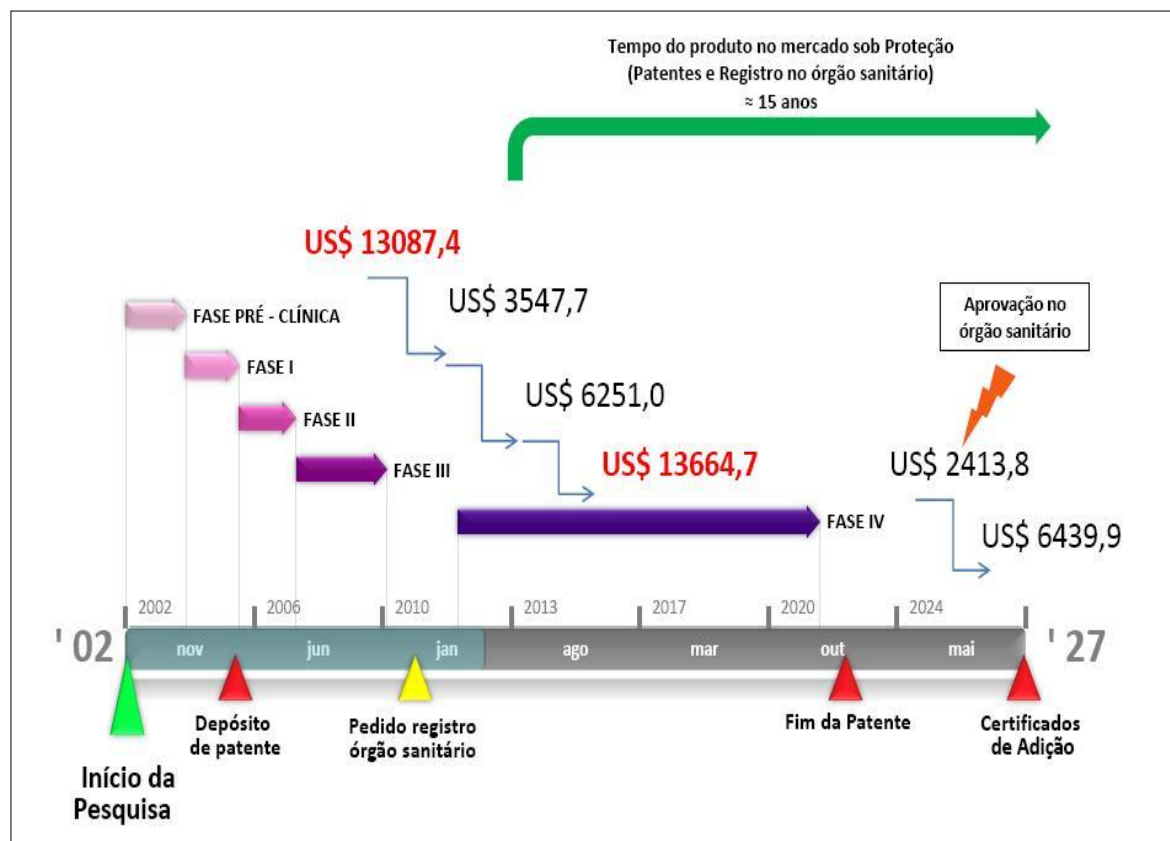 Tempo do produto no mercado sob Proteção
(Patentes e Registro no órgão sanitário)
≈ 15 anos
US$ 13087,4
US$ 3547,7
FASE PRÉ - CLÍNICA
Aprovação no
órgão sanitário
FASE I
US$ 6251,0
FASE II
US$ 13664,7
US$ 2413,8
FASE III
FASE IV
US$ 6439,9
2002
2006
2010
2013
2017
2020
2024
' 02
nov
jun
jan
ago
mar
out
mai
' 27
Depósito
de patente
Pedido registro
órgão sanitário
Fim da Patente
Certificados
de Adição
Início da
Pesquisa